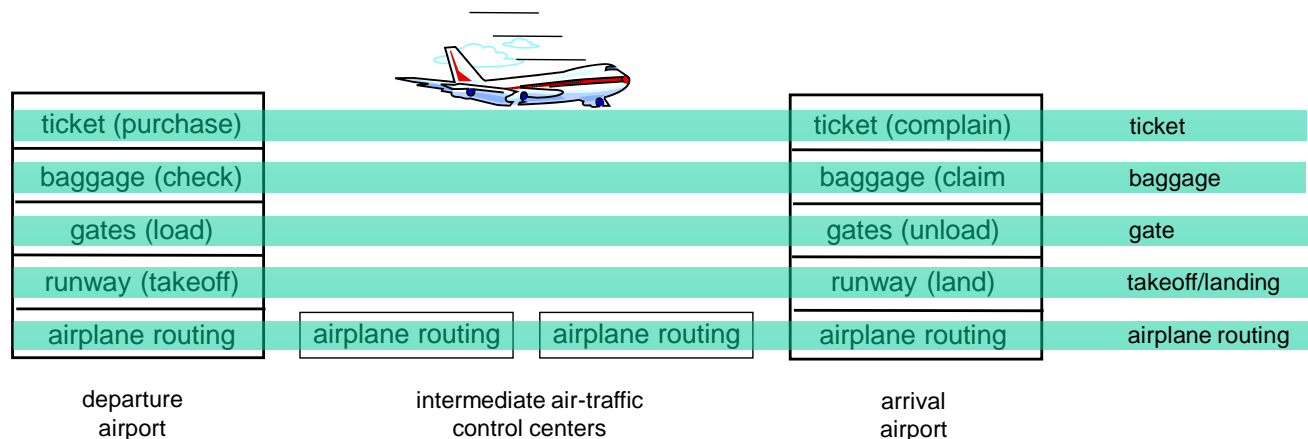 ticket (purchase)
ticket (complain)
ticket
baggage (check)
baggage (claim
baggage
gates (load)
gates (unload)
gate
runway (takeoff)
runway (land)
takeoff/landing
airplane routing
airplane routing
airplane routing
airplane routing
airplane routing
departure
airport
intermediate air-traffic
control centers
arrival
airport